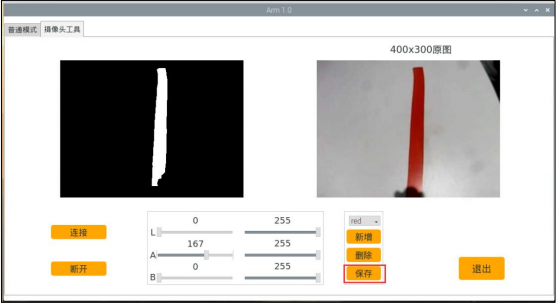 Arm 1.0
普通模式 摄像头工具
400x300原图
连接
断开
L 0 255
A 167 255
B 0 255
red
新增
删除
保存
退出